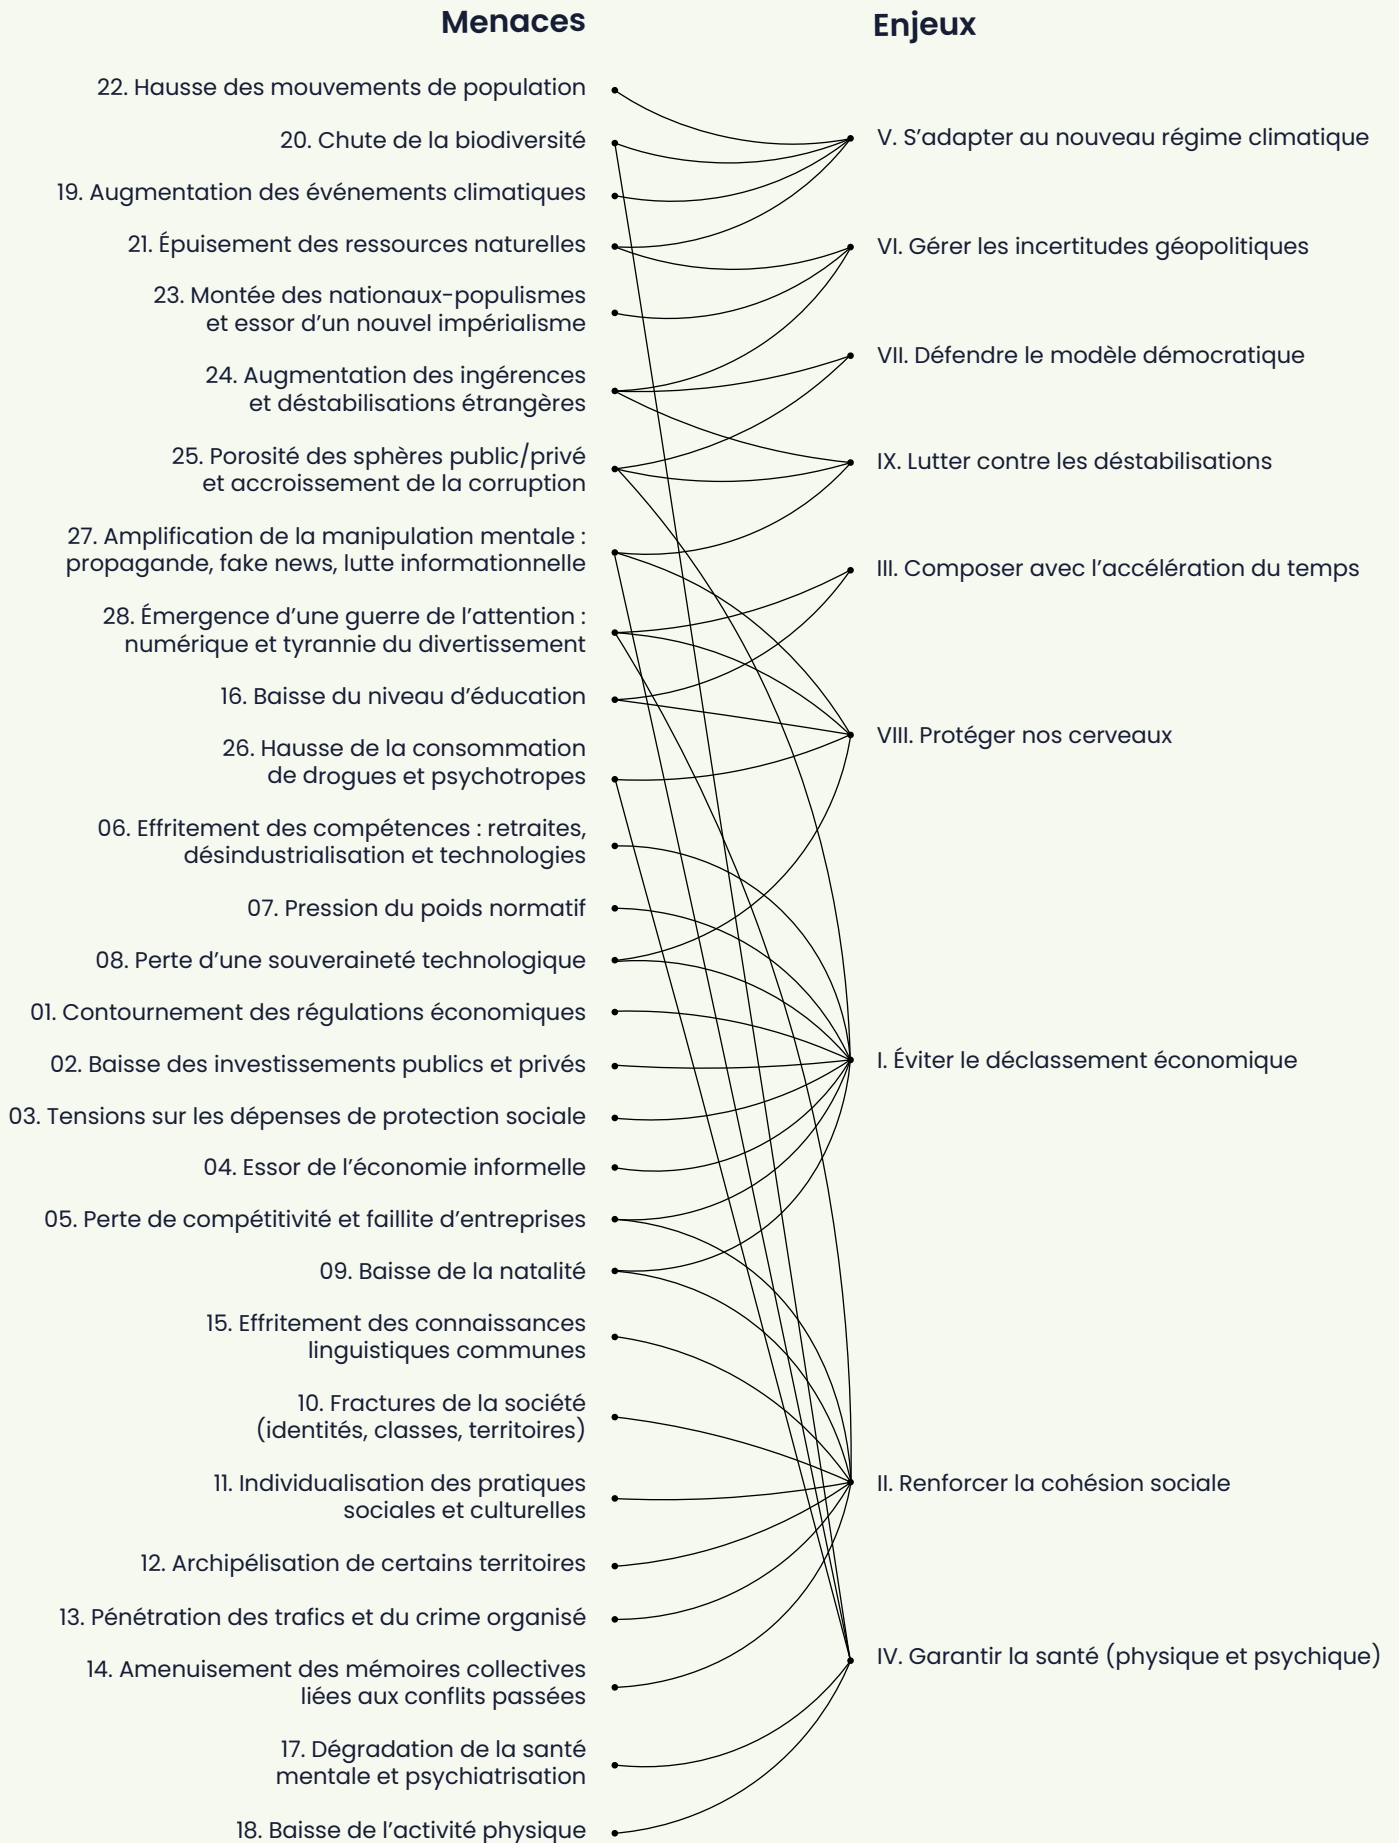 Menaces
22. Hausse des mouvements de population
20. Chute de la biodiversité
19. Augmentation des événements climatiques
21. Épuisement des ressources naturelles
23. Montée des nationaux-populismes
et essor d’un nouvel impérialisme
24. Augmentation des ingérences
et déstabilisations étrangères
25. Porosité des sphères public/privé
et accroissement de la corruption
27. Amplification de la manipulation mentale :
propagande, fake news, lutte informationnelle
28. Émergence d’une guerre de l’attention :
numérique et tyrannie du divertissement
16. Baisse du niveau d’éducation
26. Hausse de la consommation
de drogues et psychotropes
06. Effritement des compétences : retraites,
désindustrialisation et technologies
07. Pression du poids normatif
08. Perte d’une souveraineté technologique
01. Contournement des régulations économiques
02. Baisse des investissements publics et privés
03. Tensions sur les dépenses de protection sociale
04. Essor de l’économie informelle
05. Perte de compétitivité et faillite d’entreprises
09. Baisse de la natalité
15. Effritement des connaissances
linguistiques communes
10. Fractures de la société
(identités, classes, territoires)
11. Individualisation des pratiques
sociales et culturelles
12. Archipélisation de certains territoires
13. Pénétration des trafics et du crime organisé
14. Amenuisement des mémoires collectives
liées aux conflits passées
17. Dégradation de la santé
mentale et psychiatrisation
18. Baisse de l’activité physique
Enjeux
V. S’adapter au nouveau régime climatique
VI. Gérer les incertitudes géopolitiques
VII. Défendre le modèle démocratique
IX. Lutter contre les déstabilisations
III. Composer avec l’accélération du temps
VIII. Protéger nos cerveaux
I. Éviter le déclassement économique
II. Renforcer la cohésion sociale
IV. Garantir la santé (physique et psychique)